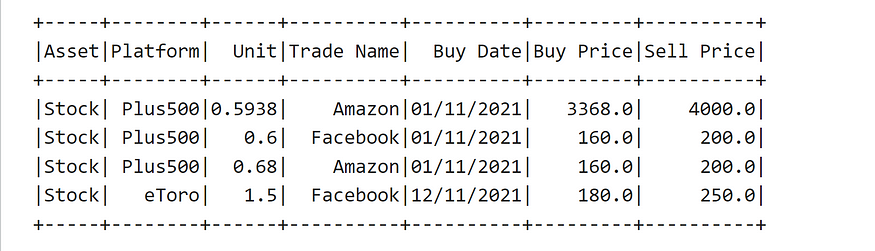 +-----+--------+------+----------+----------+---------+----------+
|Asset|Platform|  Unit|Trade Name|  Buy Date|Buy Price|Sell Price|
+-----+--------+------+----------+----------+---------+----------+
|Stock| Plus500|0.5938|    Amazon|01/11/2021|   3368.0|    4000.0|
|Stock| Plus500|   0.6|  Facebook|01/11/2021|    160.0|     200.0|
|Stock| Plus500|  0.68|    Amazon|01/11/2021|    160.0|     200.0|
|Stock|   eToro|   1.5|  Facebook|12/11/2021|    180.0|     250.0|
+-----+--------+------+----------+----------+---------+----------+